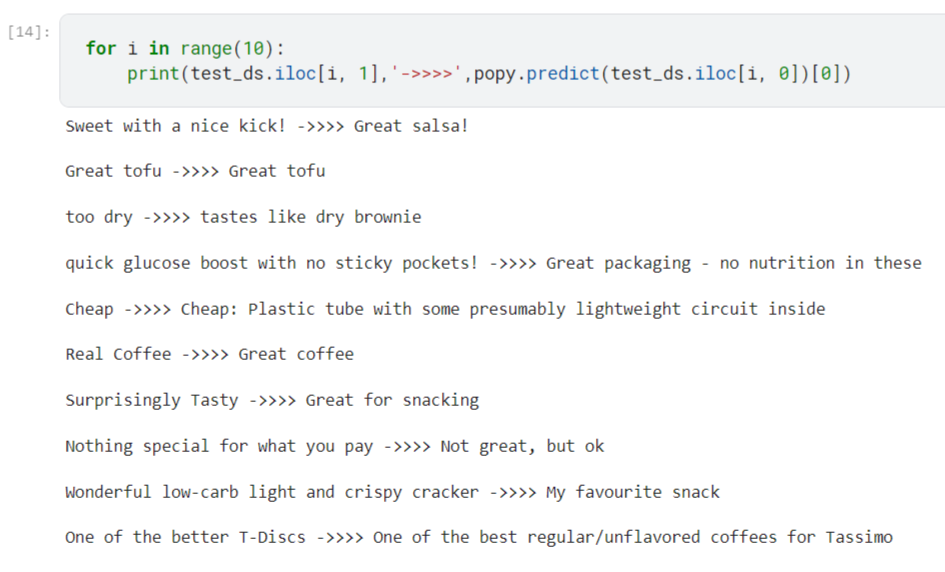 [14]:
for i in range(10):
    print(test_ds.iloc[i, 1],'->>>>',popy.predict(test_ds.iloc[i, 0])[0])
Sweet with a nice kick! ->>>> Great salsa!
Great tofu ->>>> Great tofu
too dry ->>>> tastes like dry brownie
quick glucose boost with no sticky pockets! ->>>> Great packaging - no nutrition in these
Cheap ->>>> Cheap: Plastic tube with some presumably lightweight circuit inside
Real Coffee ->>>> Great coffee
Surprisingly Tasty ->>>> Great for snacking
Nothing special for what you pay ->>>> Not great, but ok
Wonderful low-carb light and crispy cracker ->>>> My favourite snack
One of the better T-Discs ->>>> One of the best regular/unflavored coffees for Tassimo